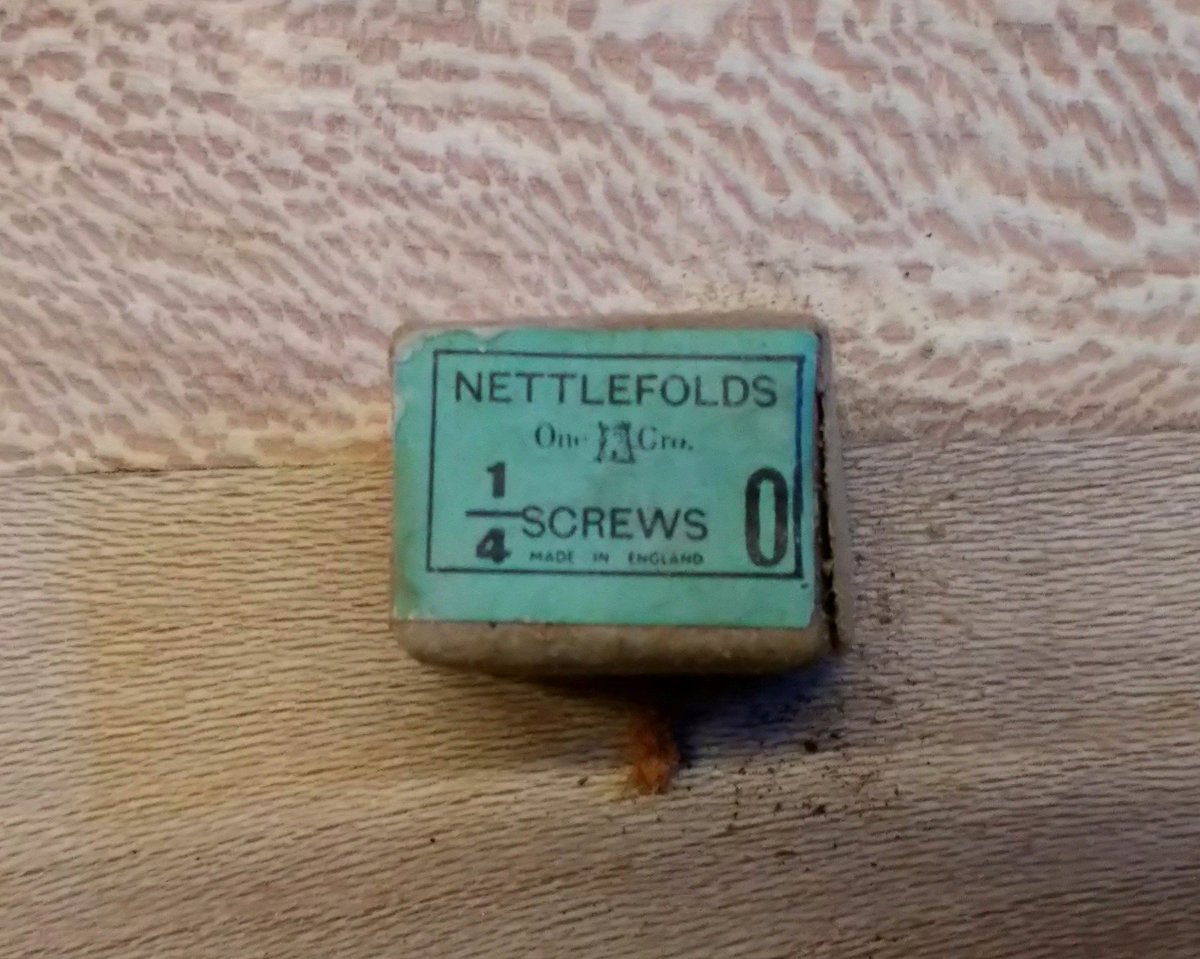 NETTLEFOLDS
One Gro.
1/4 SCREWS 0
MADE IN ENGLAND